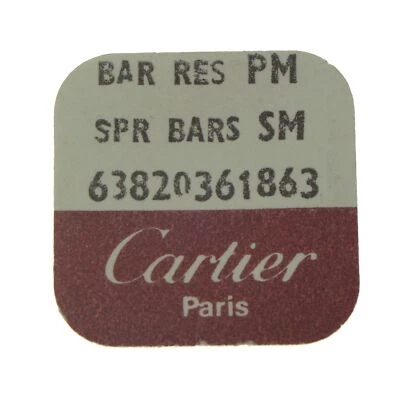 BAR RES PM
SPR BARS SM
63820361863
Cartier
Paris